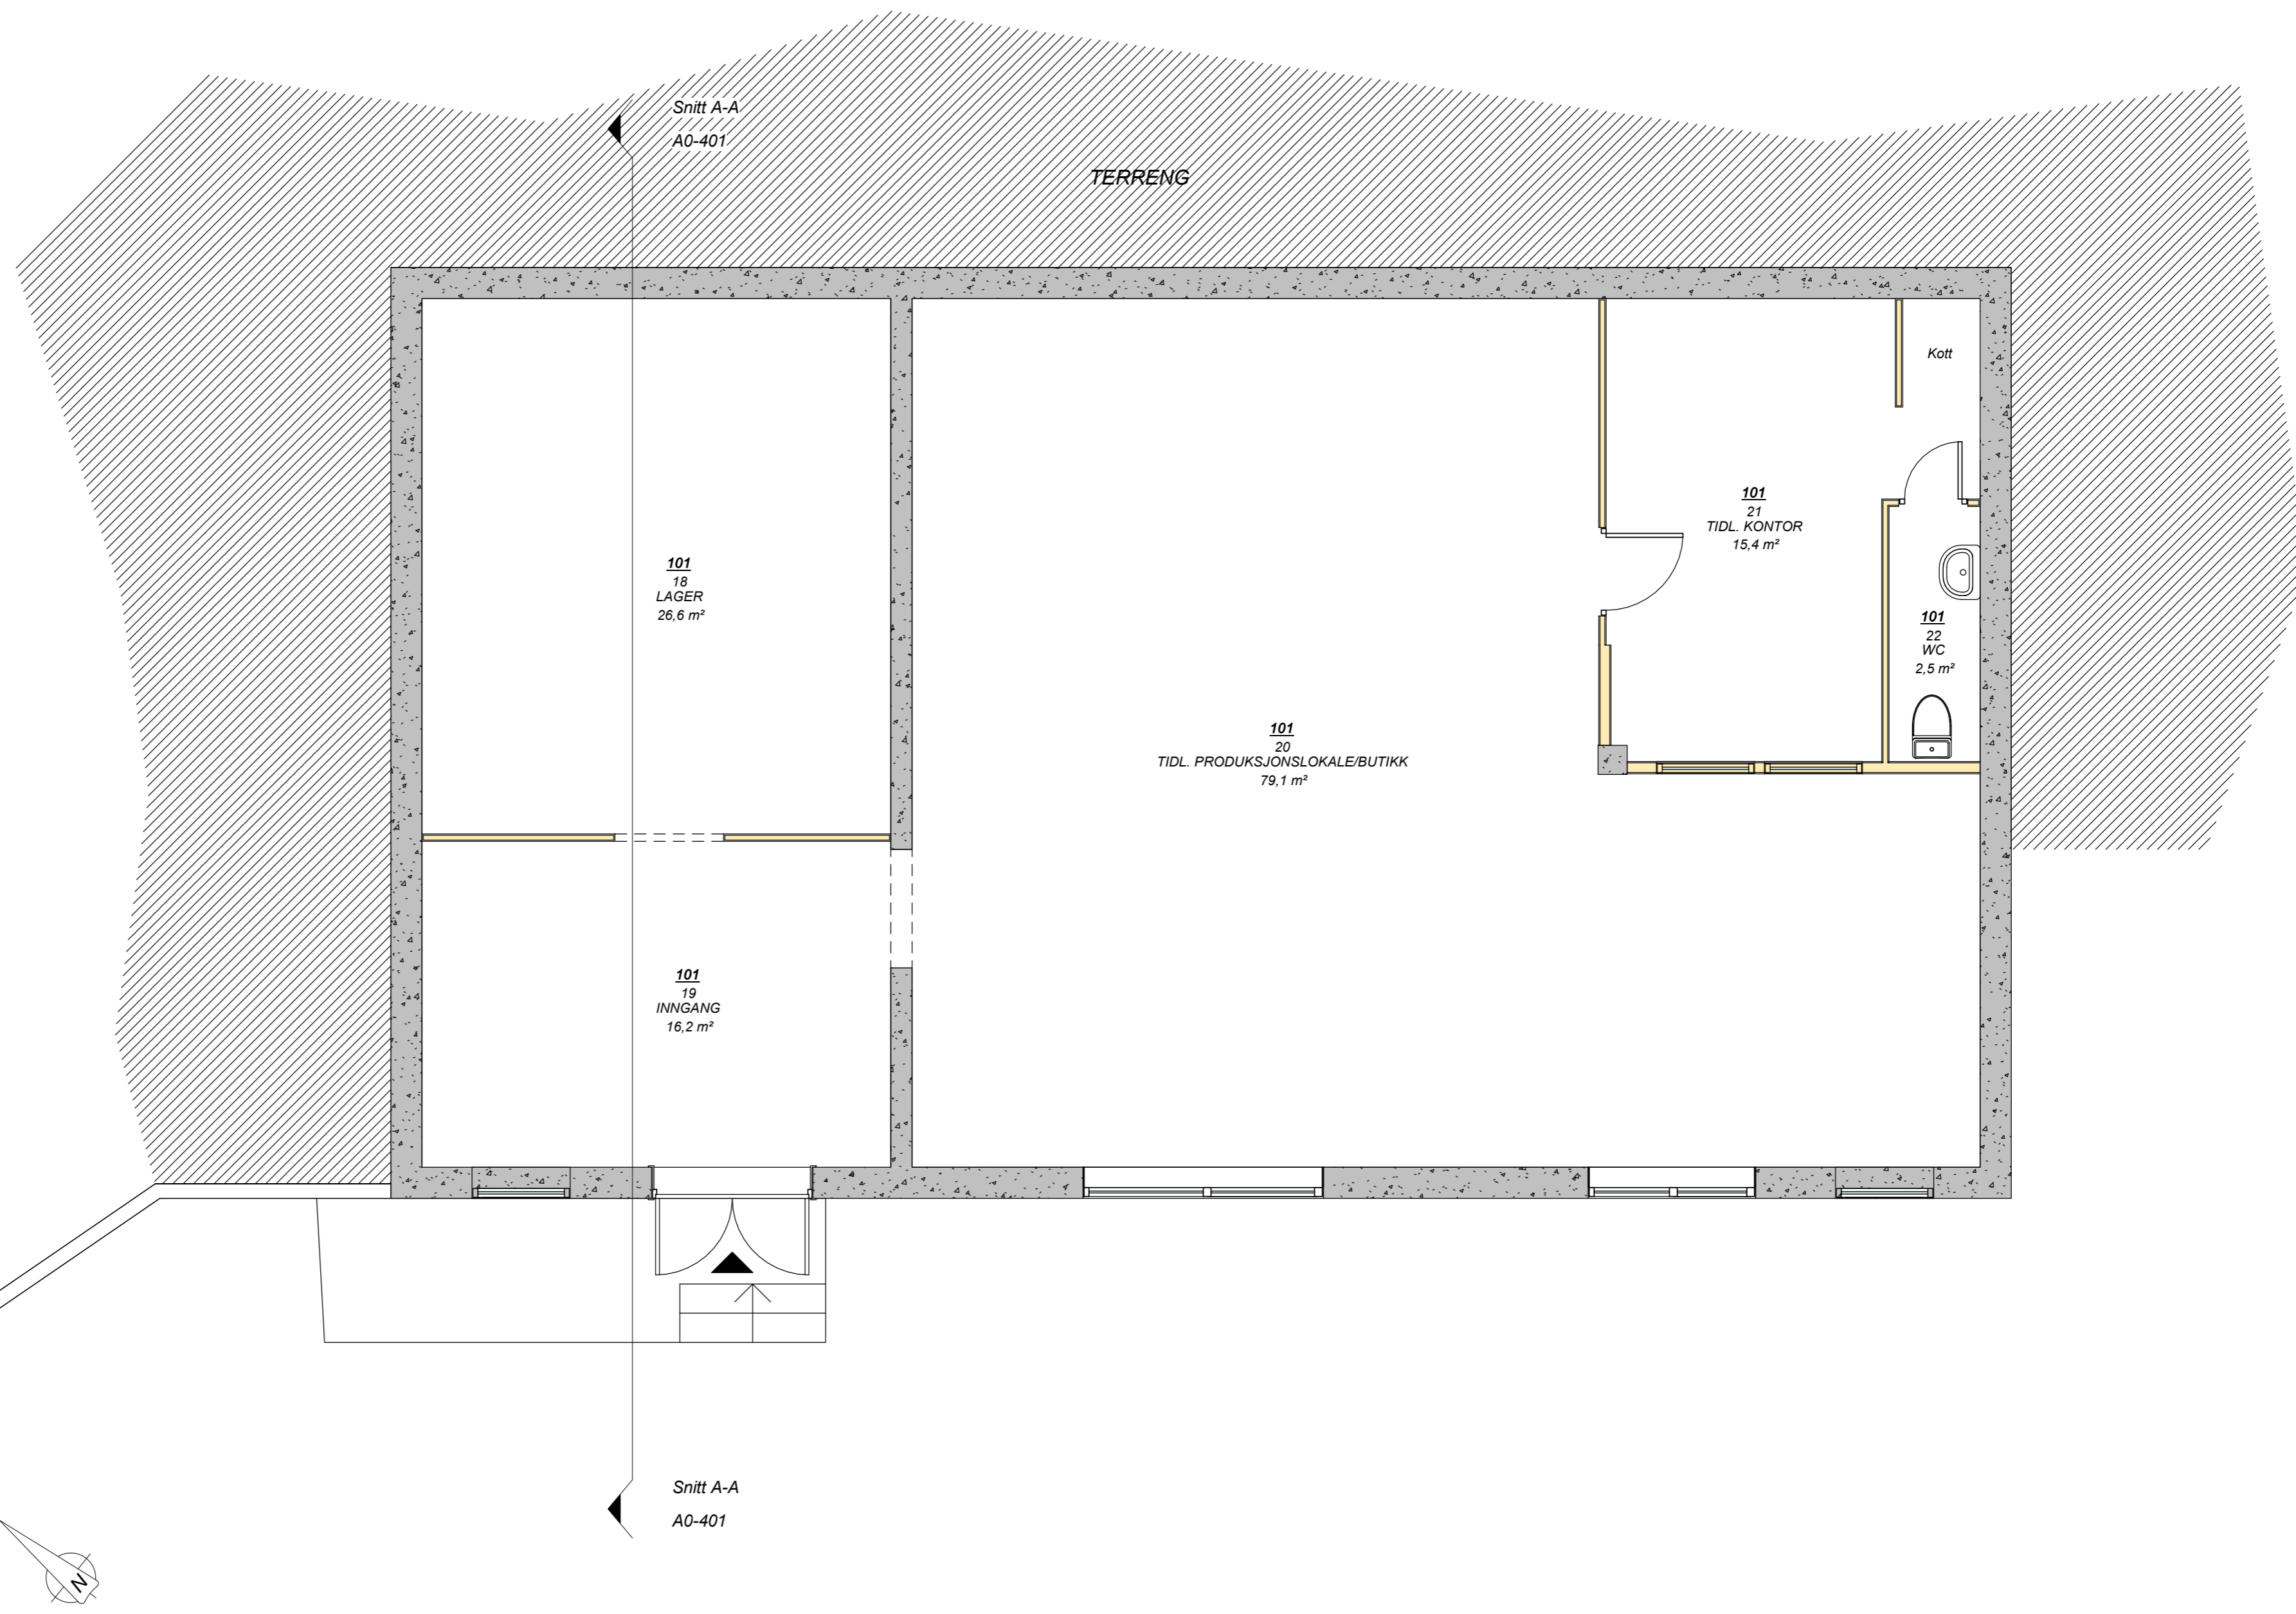 Snitt A-A
A0-401
TERRENG
Kott
101
21
TIDL. KONTOR
15,4 m²
101
18
LAGER
26,6 m²
101
22
WC
2,5 m²
101
20
TIDL. PRODUKSJONSLOKALE/BUTIKK
79,1 m²
101
19
INNGANG
16,2 m²
Snitt A-A
A0-401
N